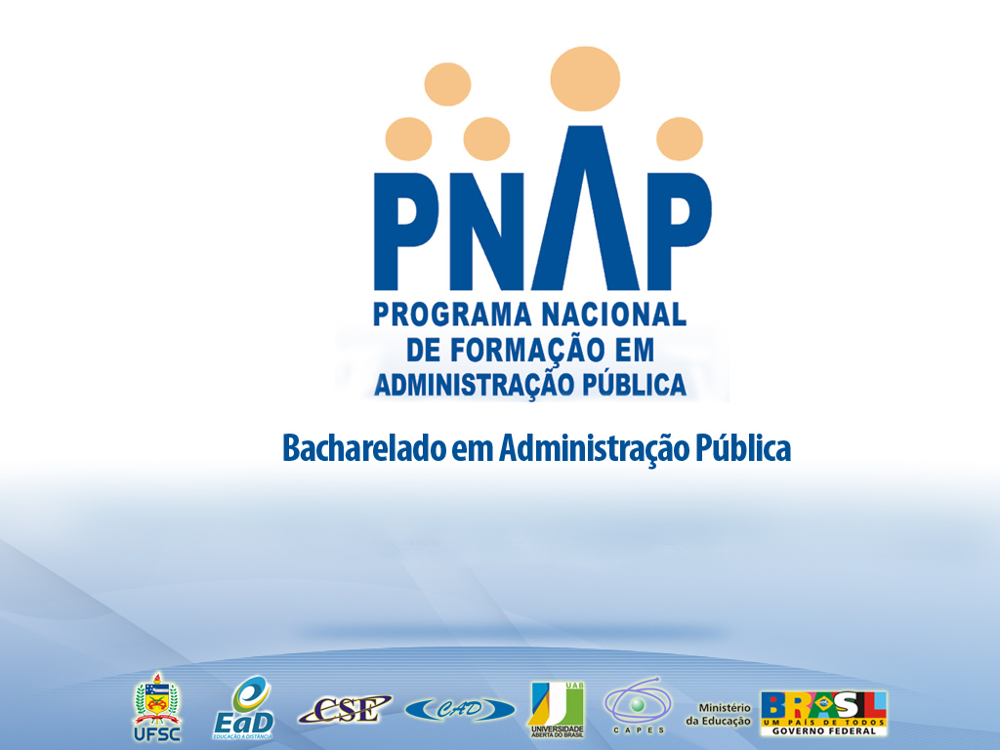 PNAP
PROGRAMA NACIONAL
DE FORMAÇÃO EM
ADMINISTRAÇÃO PÚBLICA
Bacharelado em Administração Pública
UFSC
EaD
EDUCAÇÃO A DISTÂNCIA
CSE
CAD
UAB
UNIVERSIDADE
ABERTA DO BRASIL
CAPES
Ministério
da Educação
BRASIL
UM PAÍS DE TODOS
GOVERNO FEDERAL